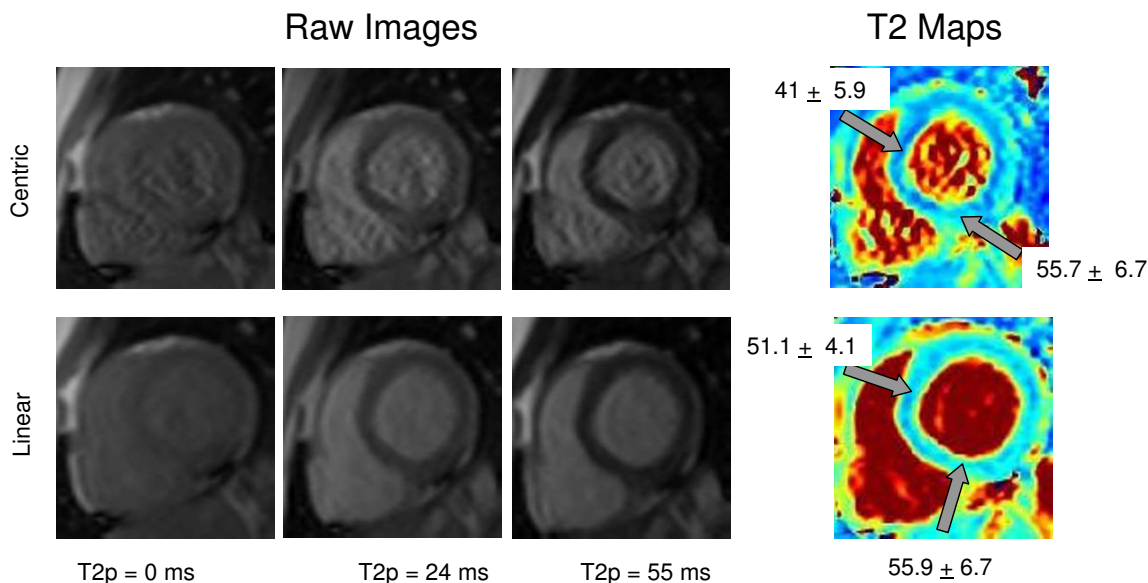 Raw Images
T2 Maps
Centric
41 ± 5.9
55.7 ± 6.7
Linear
51.1 ± 4.1
55.9 ± 6.7
T2p = 0 ms
T2p = 24 ms
T2p = 55 ms